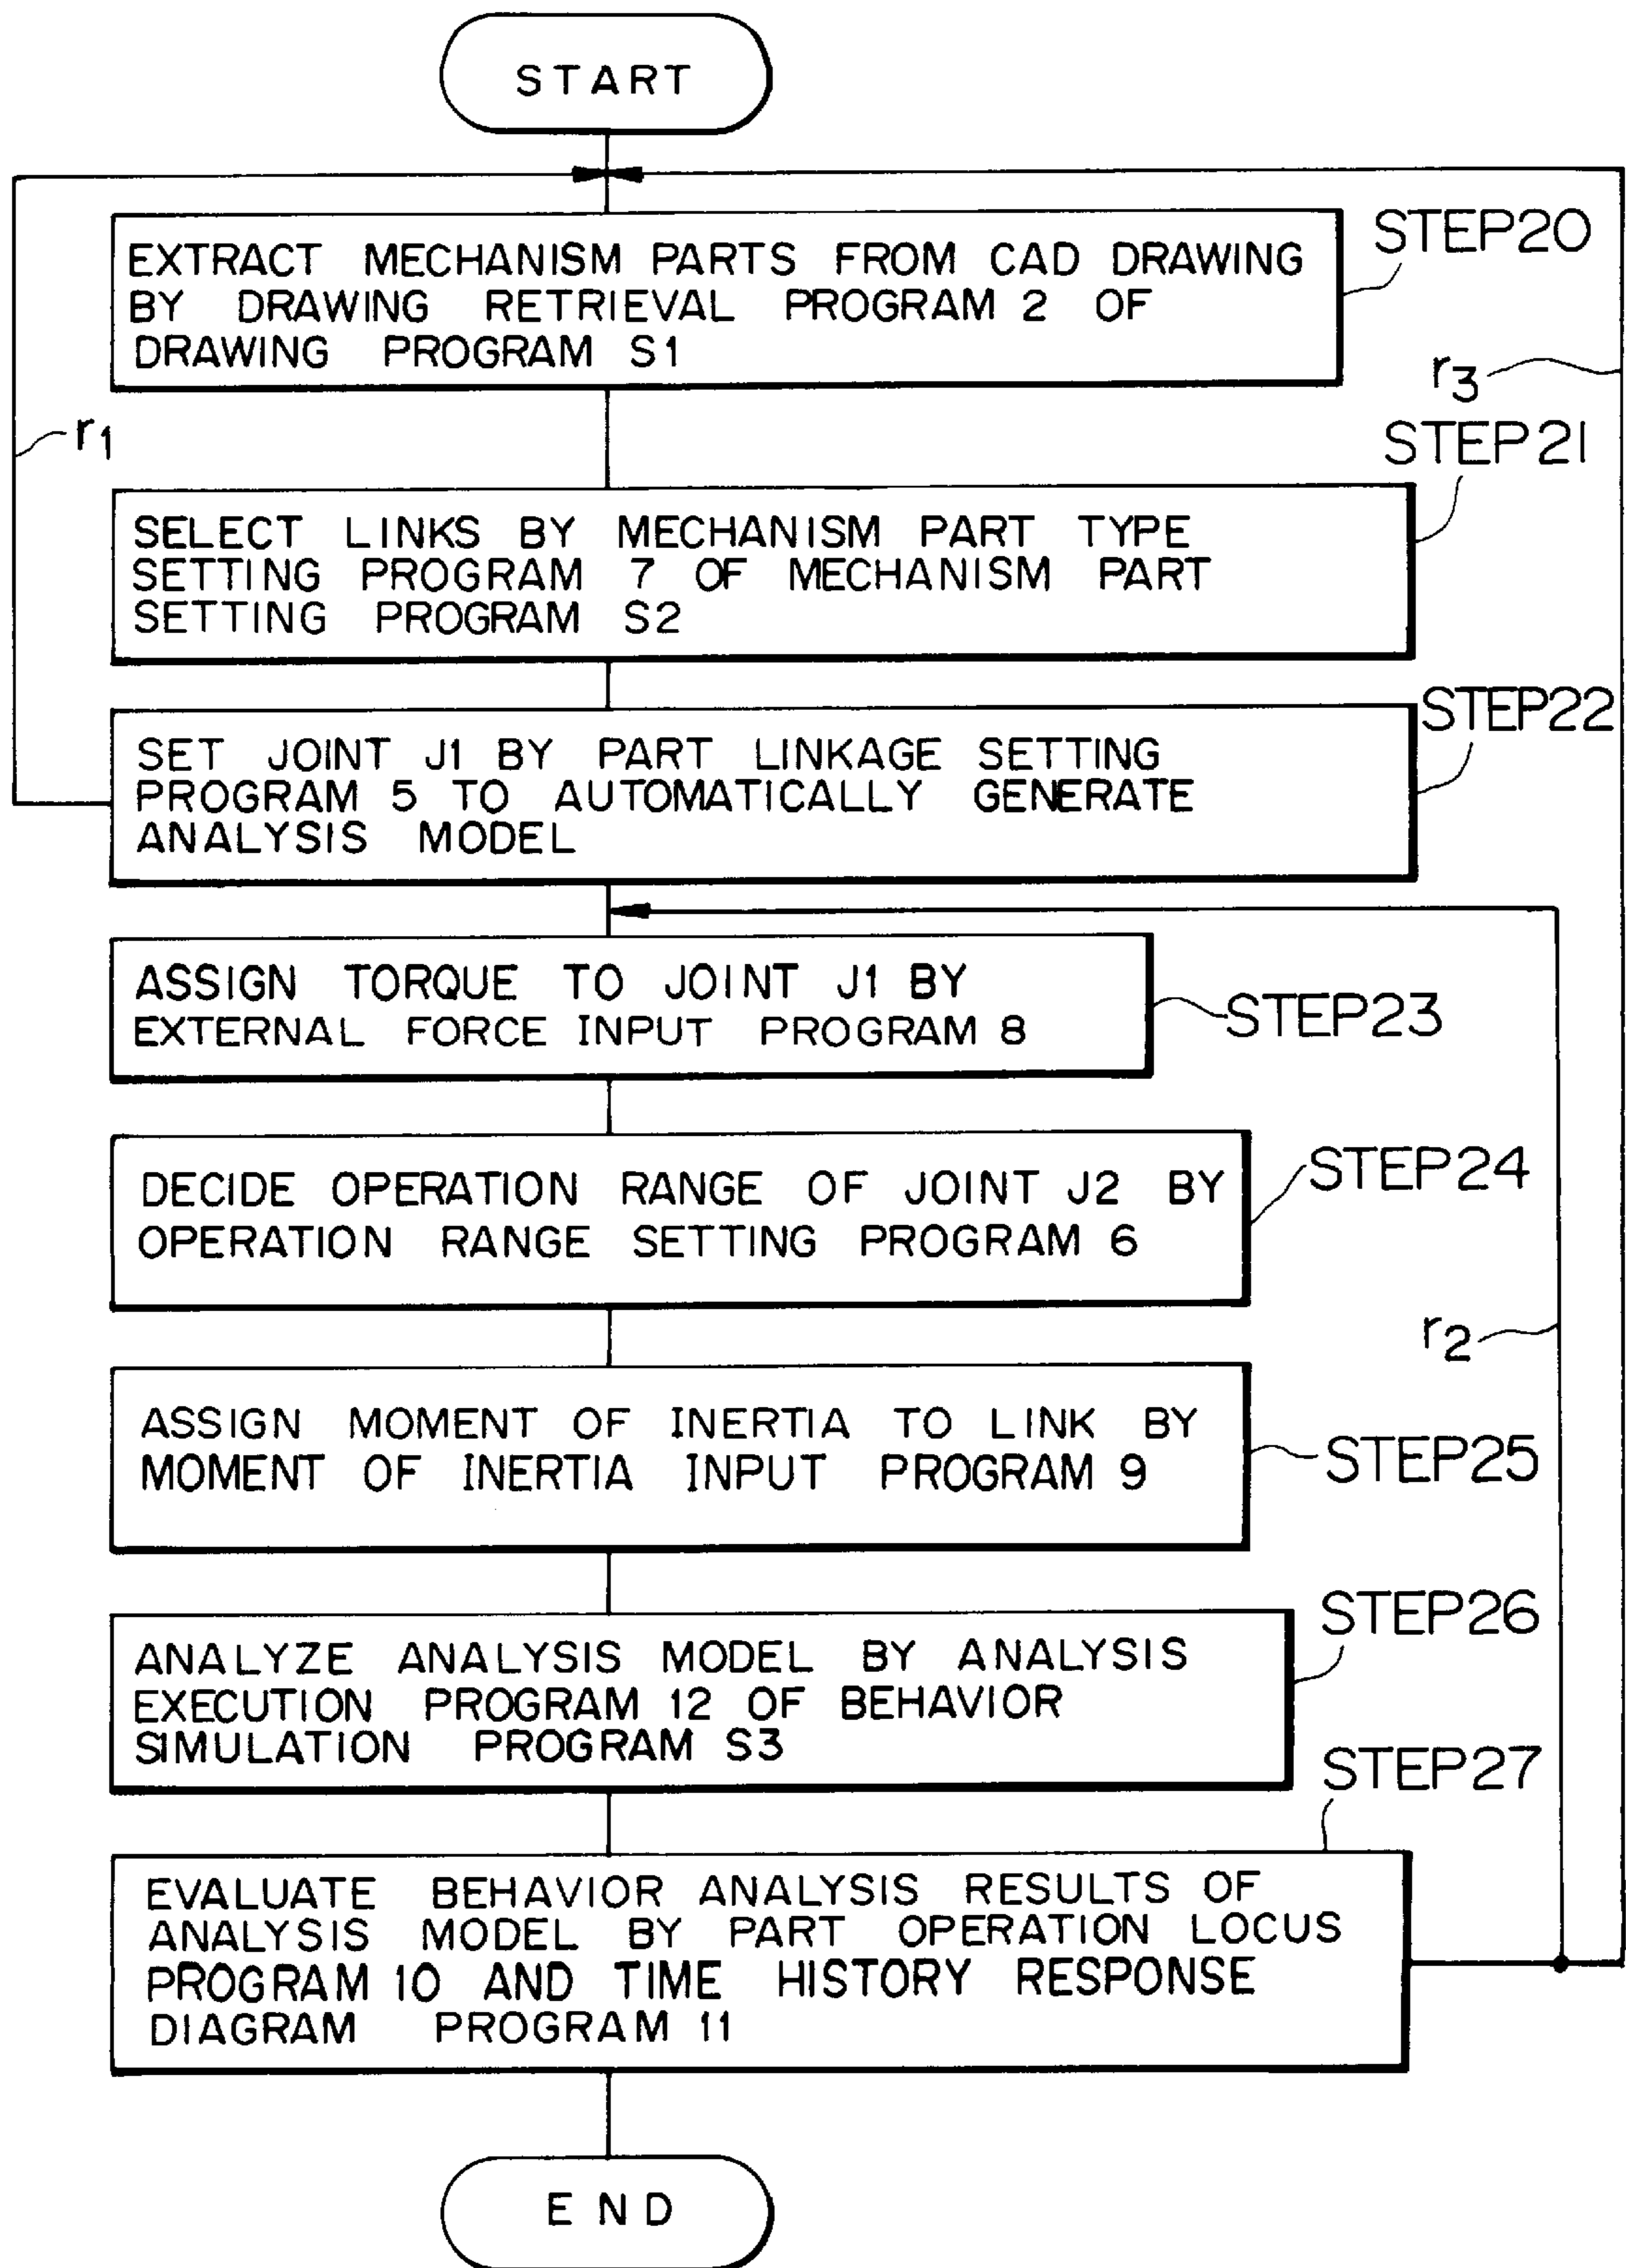 START
EXTRACT MECHANISM PARTS FROM CAD DRAWING
BY DRAWING RETRIEVAL PROGRAM 2 OF
DRAWING PROGRAM S1
STEP20
r3
r1
STEP21
SELECT LINKS BY MECHANISM PART TYPE
SETTING PROGRAM 7 OF MECHANISM PART
SETTING PROGRAM S2
STEP22
SET JOINT J1 BY PART LINKAGE SETTING
PROGRAM 5 TO AUTOMATICALLY GENERATE
ANALYSIS MODEL
ASSIGN TORQUE TO JOINT J1 BY
EXTERNAL FORCE INPUT PROGRAM 8
STEP23
DECIDE OPERATION RANGE OF JOINT J2 BY
OPERATION RANGE SETTING PROGRAM 6
STEP24
r2
ASSIGN MOMENT OF INERTIA TO LINK BY
MOMENT OF INERTIA INPUT PROGRAM 9
STEP25
STEP26
ANALYZE ANALYSIS MODEL BY ANALYSIS
EXECUTION PROGRAM 12 OF BEHAVIOR
SIMULATION PROGRAM S3
STEP27
EVALUATE BEHAVIOR ANALYSIS RESULTS OF
ANALYSIS MODEL BY PART OPERATION LOCUS
PROGRAM 10 AND TIME HISTORY RESPONSE
DIAGRAM PROGRAM 11
END